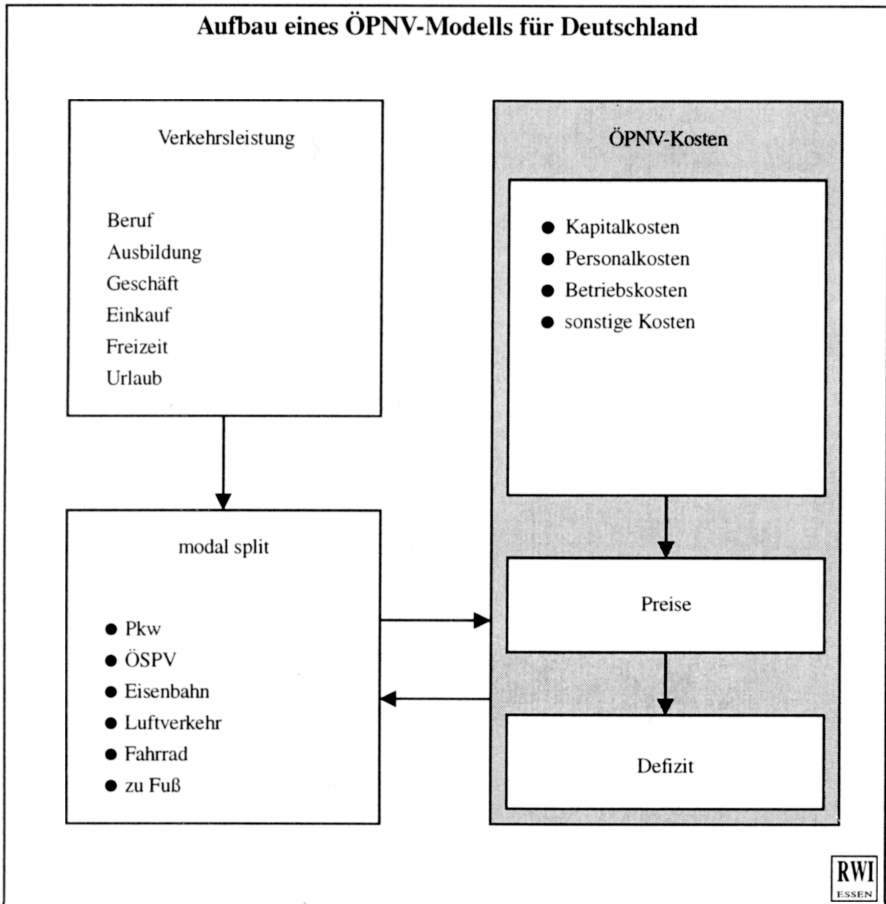 Aufbau eines ÖPNV-Modells für Deutschland
Verkehrsleistung
Beruf
Ausbildung
Geschäft
Einkauf
Freizeit
Urlaub
modal split
● Pkw
● ÖSPV
● Eisenbahn
● Luftverkehr
● Fahrrad
● zu Fuß
ÖPNV-Kosten
● Kapitalkosten
● Personalkosten
● Betriebskosten
● sonstige Kosten
Preise
Defizit
RWI
ESSEN